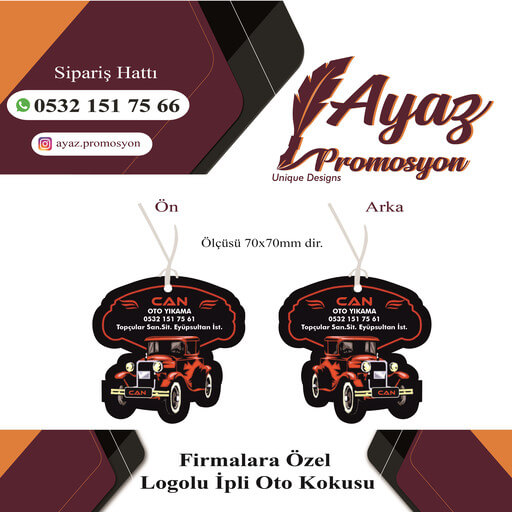 Sipariş Hattı
0532 151 75 66
ayaz.promosyon
Ayaz
Promosyon
Unique Designs
Ön
Arka
Ölçüsü 70x70mm dir.
CAN
OTO YIKAMA
0532 151 75 61
Topçular San.Sit. Eyüpsultan İst.
CAN
CAN
OTO YIKAMA
0532 151 75 61
Topçular San.Sit. Eyüpsultan İst.
CAN
Firmalara Özel
Logolu İpli Oto Kokusu